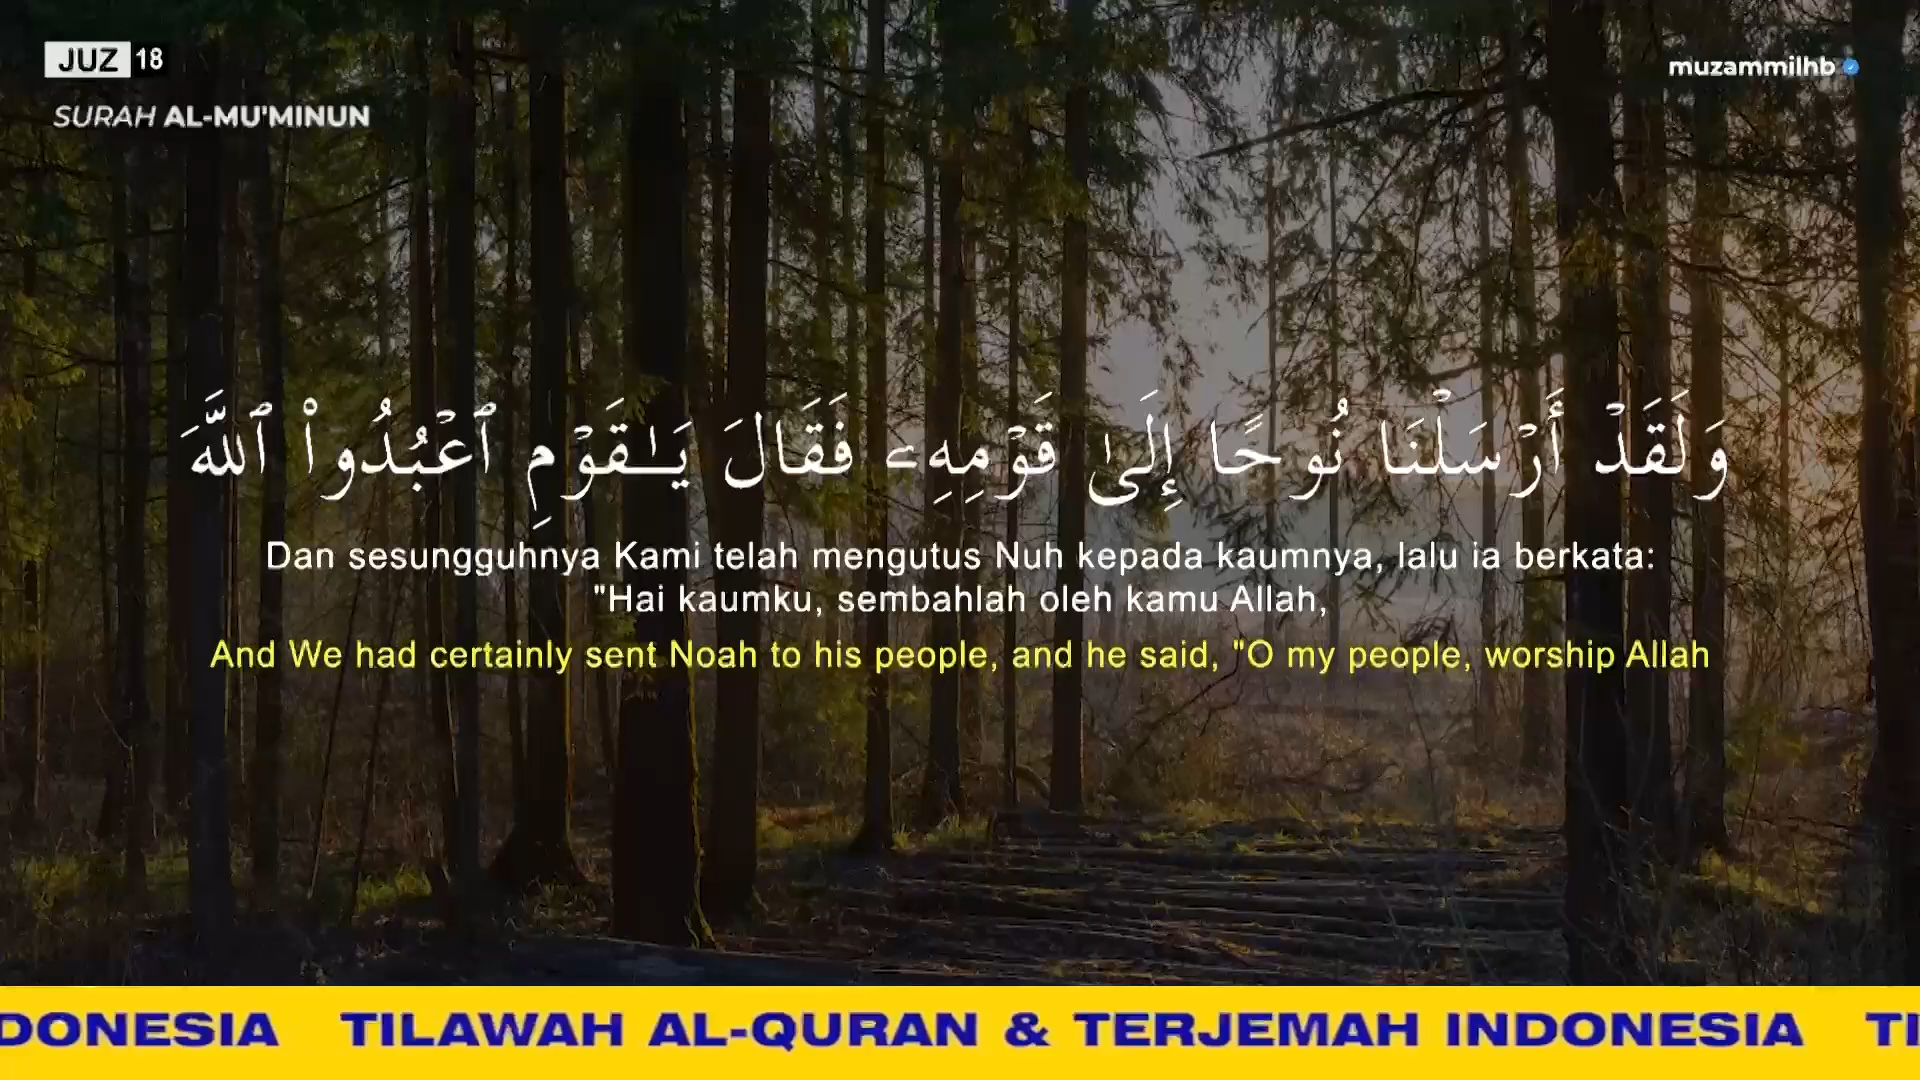 JUZ 18
muzammilhb
SURAH AL-MU'MINUN
وَلَقَدْ أَرْسَلْنَا نُوحًا إِلَىٰ قَوْمِهِۦ فَقَالَ يَـٰقَوْمِ ٱعْبُدُوا۟ ٱللَّهَ
Dan sesungguhnya Kami telah mengutus Nuh kepada kaumnya, lalu ia berkata:
"Hai kaumku, sembahlah oleh kamu Allah,
And We had certainly sent Noah to his people, and he said, "O my people, worship Allah
DONESIA TILAWAH AL-QURAN & TERJEMAH INDONESIA TI